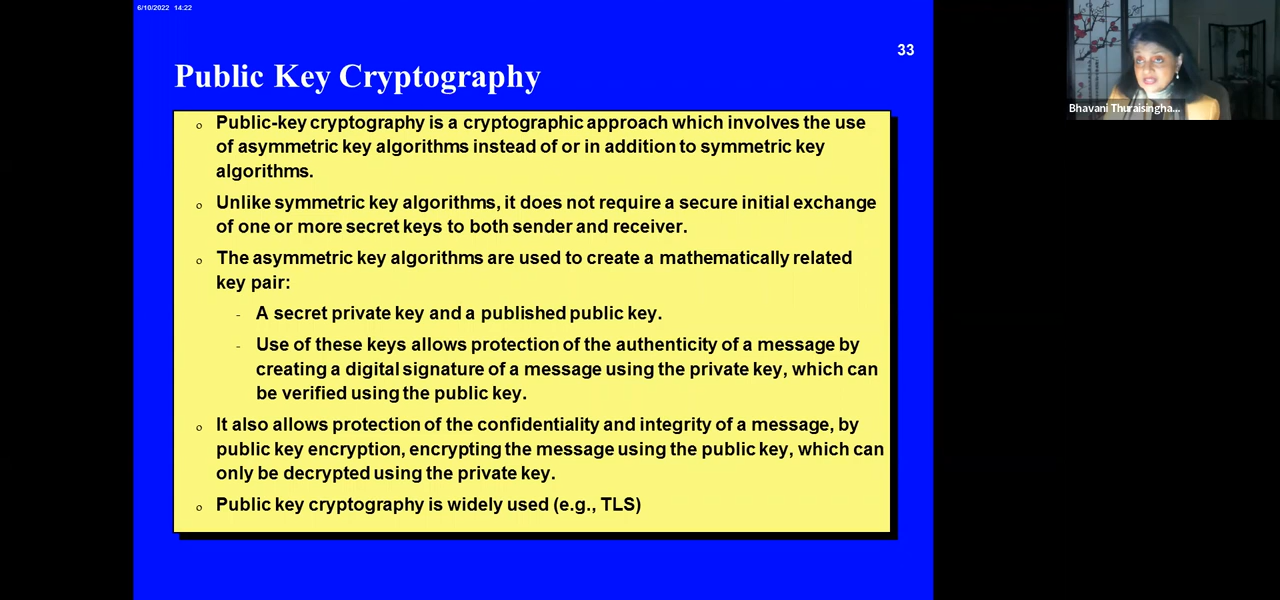 6/10/2022 14:22
33
Public Key Cryptography
o Public-key cryptography is a cryptographic approach which involves the use
of asymmetric key algorithms instead of or in addition to symmetric key
algorithms.
o Unlike symmetric key algorithms, it does not require a secure initial exchange
of one or more secret keys to both sender and receiver.
o The asymmetric key algorithms are used to create a mathematically related
key pair:
- A secret private key and a published public key.
- Use of these keys allows protection of the authenticity of a message by
creating a digital signature of a message using the private key, which can
be verified using the public key.
o It also allows protection of the confidentiality and integrity of a message, by
public key encryption, encrypting the message using the public key, which can
only be decrypted using the private key.
o Public key cryptography is widely used (e.g., TLS)
Bhavani Thuraisingha...